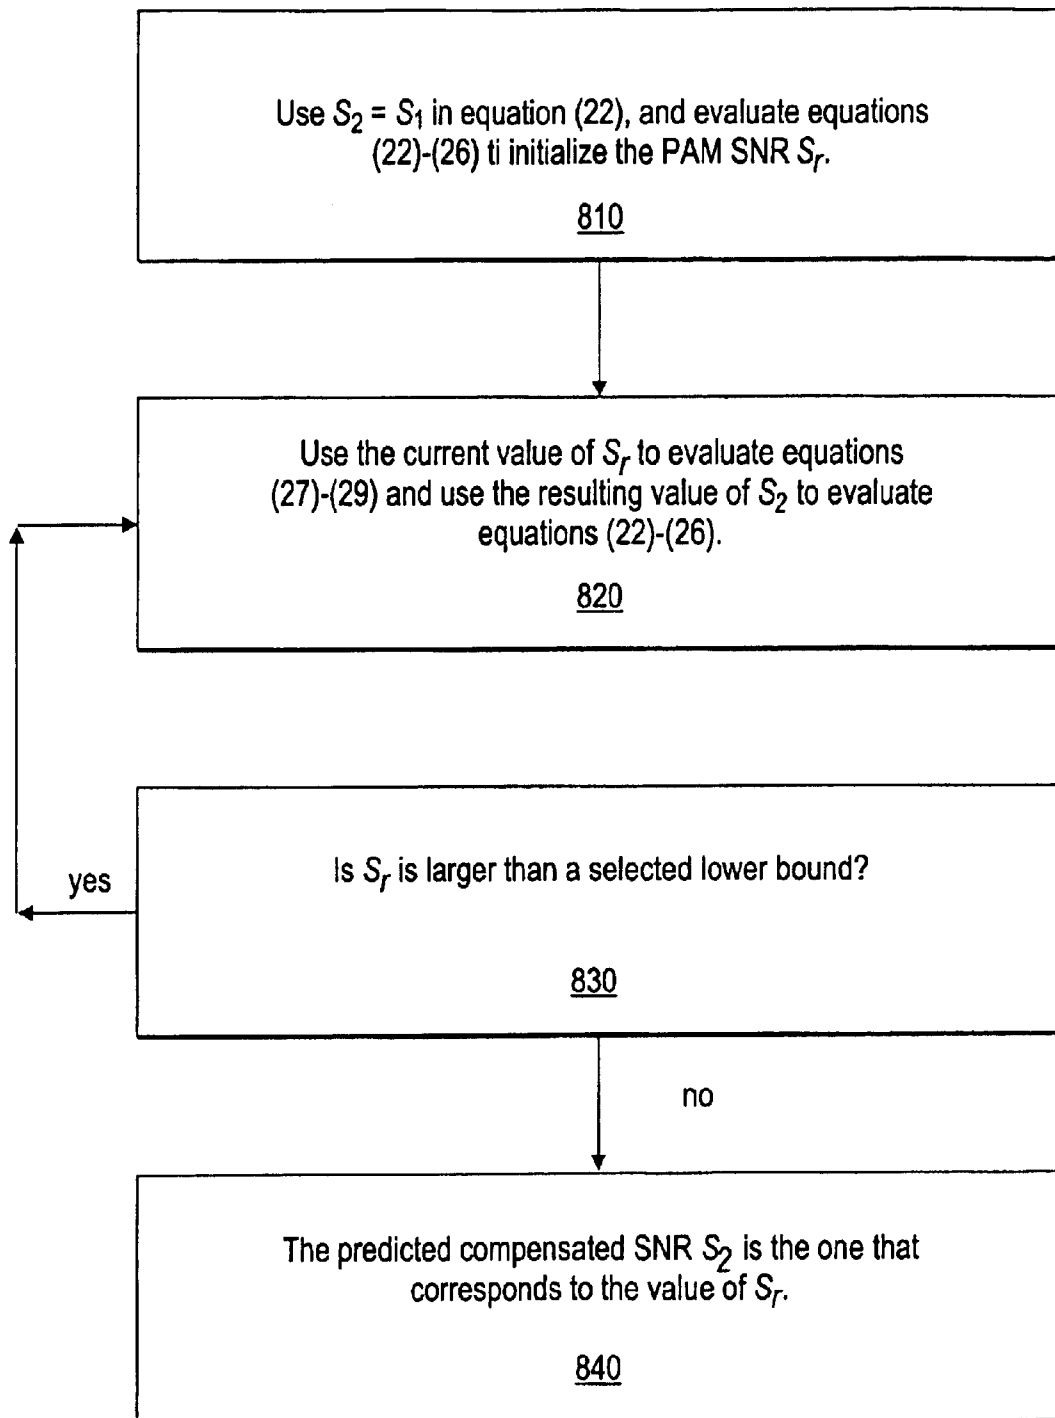 Use S₂ = S₁ in equation (22), and evaluate equations
(22)-(26) ti initialize the PAM SNR Sᵣ.
810
Use the current value of Sᵣ to evaluate equations
(27)-(29) and use the resulting value of S₂ to evaluate
equations (22)-(26).
820
Is Sᵣ is larger than a selected lower bound?
yes
830
no
The predicted compensated SNR S₂ is the one that
corresponds to the value of Sᵣ.
840